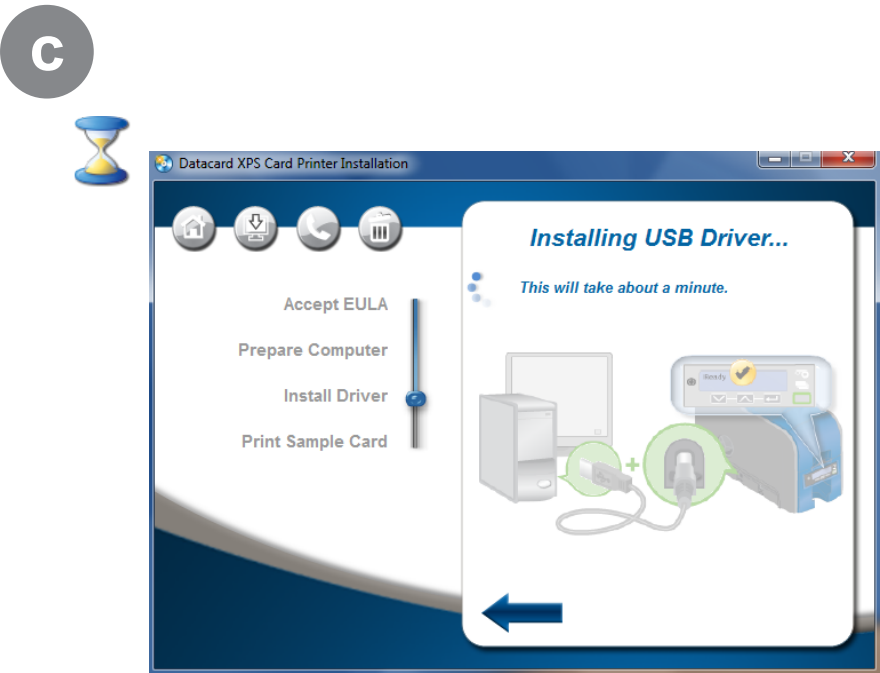 C
Datacard XPS Card Printer Installation
Installing USB Driver...
This will take about a minute.
Accept EULA
Prepare Computer
Install Driver
Print Sample Card
Ready